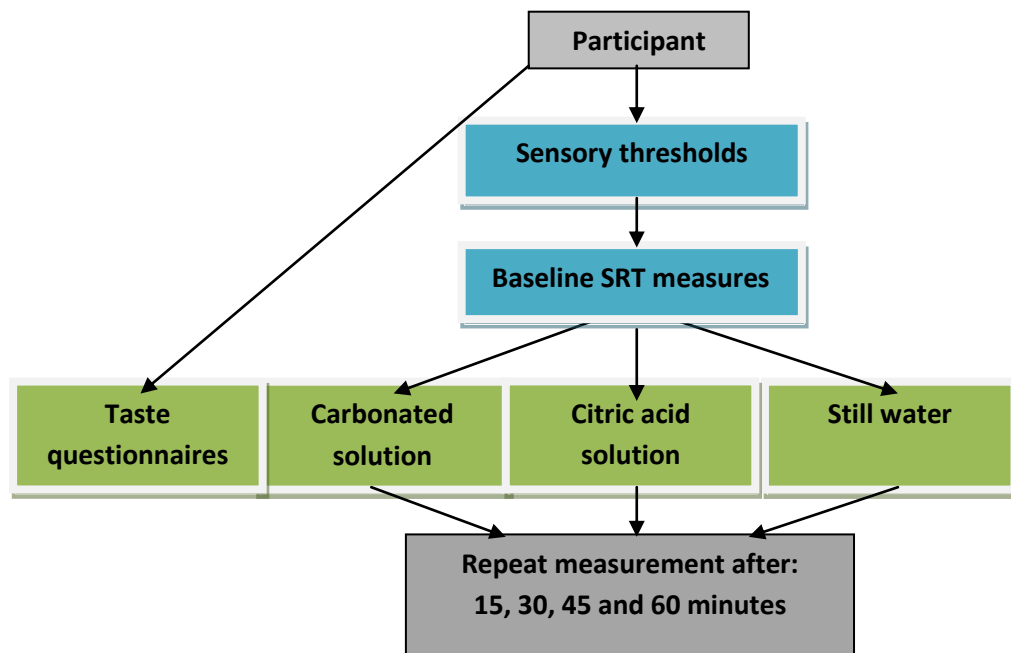 Participant
Sensory thresholds
Baseline SRT measures
Taste
questionnaires
Carbonated
solution
Citric acid
solution
Still water
Repeat measurement after:
15, 30, 45 and 60 minutes